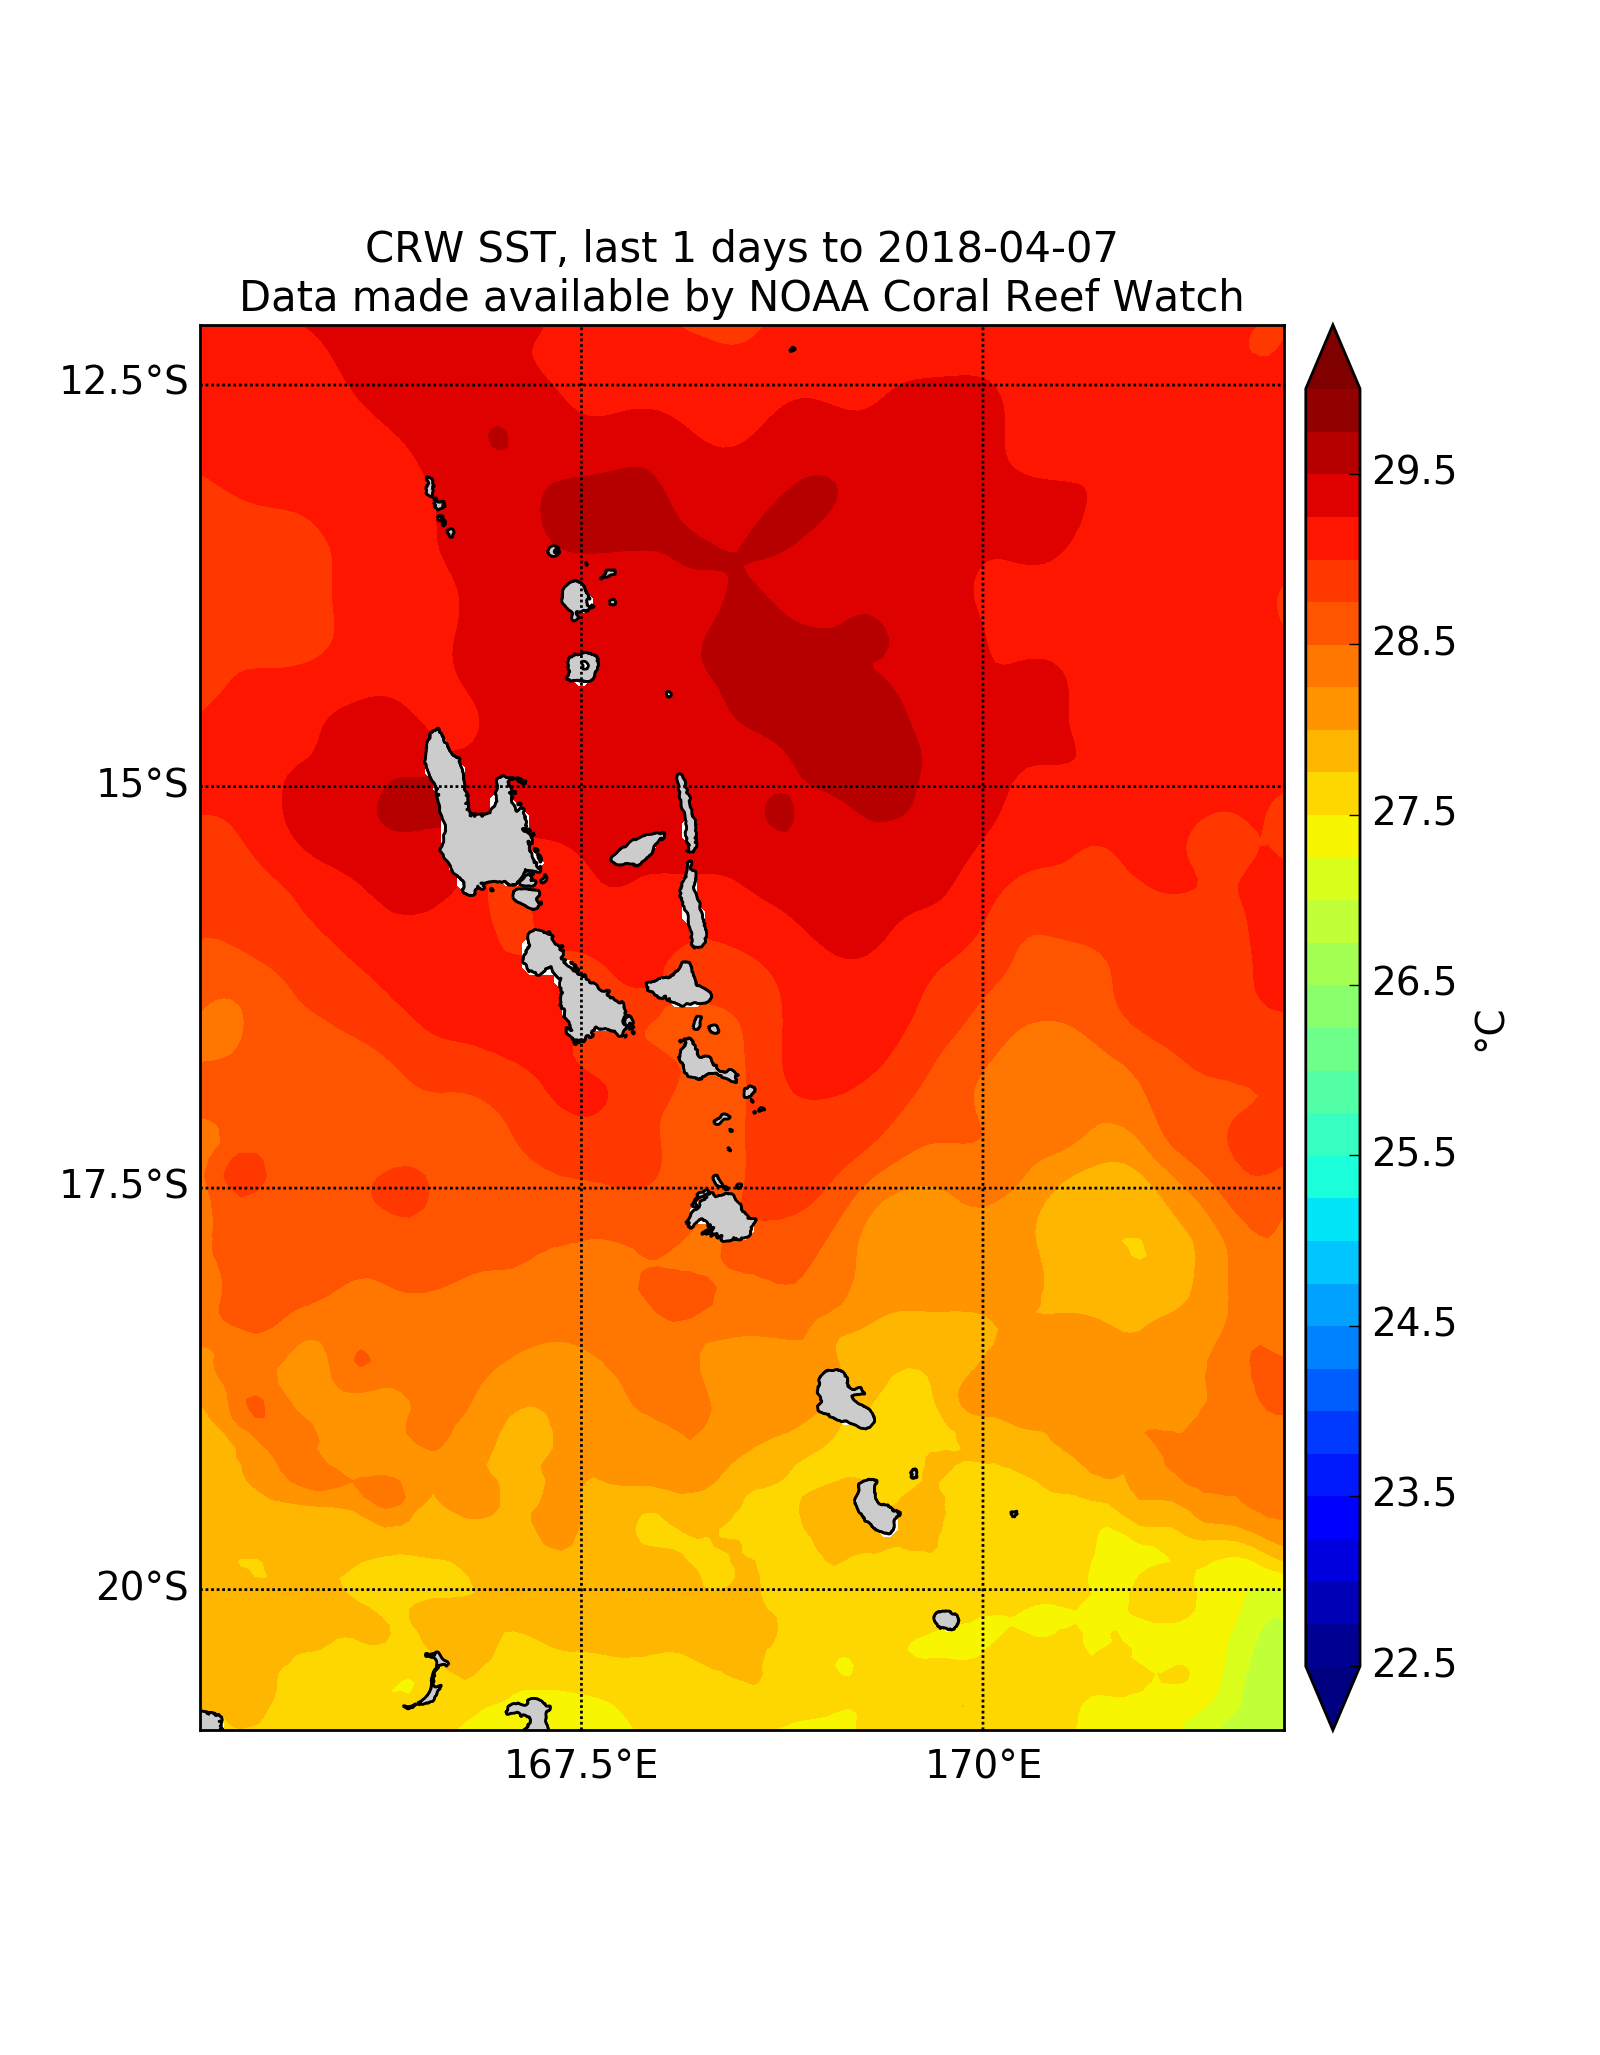 CRW SST, last 1 days to 2018-04-07
Data made available by NOAA Coral Reef Watch
12.5°S
15°S
17.5°S
20°S
167.5°E
170°E
29.5
28.5
27.5
26.5
25.5
24.5
23.5
22.5
°C